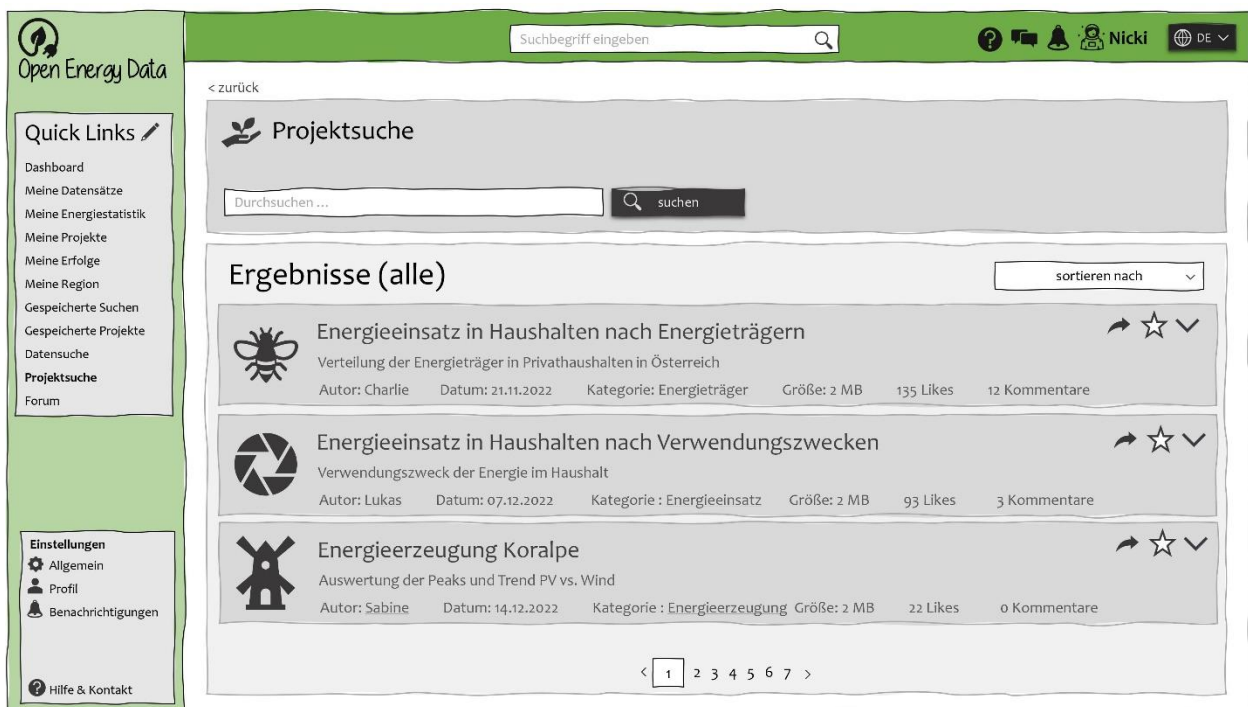 Open Energy Data
Suchbegriff eingeben
Nicki
DE
< zurück
Quick Links
Dashboard
Meine Datensätze
Meine Energiestatistik
Meine Projekte
Meine Erfolge
Meine Region
Gespeicherte Suchen
Gespeicherte Projekte
Datensuche
Projektsuche
Forum
Einstellungen
Allgemein
Profil
Benachrichtigungen
Hilfe & Kontakt
Projektsuche
Durchsuchen ...
suchen
Ergebnisse (alle)
sortieren nach
Energieeinsatz in Haushalten nach Energieträgern
Verteilung der Energieträger in Privathaushalten in Österreich
Autor: Charlie Datum: 21.11.2022 Kategorie: Energieträger Größe: 2 MB 135 Likes 12 Kommentare
Energieeinsatz in Haushalten nach Verwendungszwecken
Verwendungszweck der Energie im Haushalt
Autor: Lukas Datum: 07.12.2022 Kategorie : Energieeinsatz Größe: 2 MB 93 Likes 3 Kommentare
Energieerzeugung Koralpe
Auswertung der Peaks und Trend PV vs. Wind
Autor: Sabine Datum: 14.12.2022 Kategorie : Energieerzeugung Größe: 2 MB 22 Likes 0 Kommentare
< 1 2 3 4 5 6 7 >